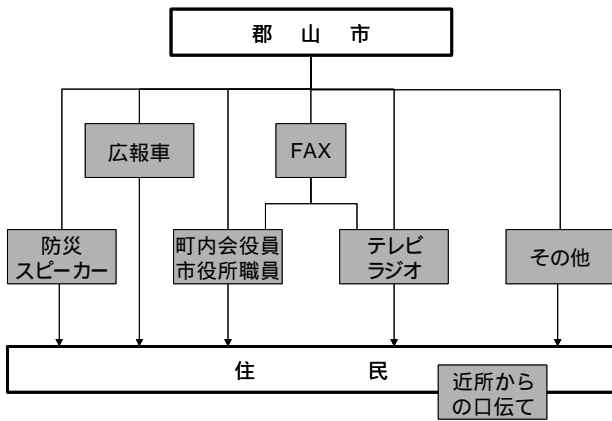 郡 山 市
広報車
FAX
防災
スピーカー
町内会役員
市役所職員
テレビ
ラジオ
その他
住 民
近所から
の口伝て